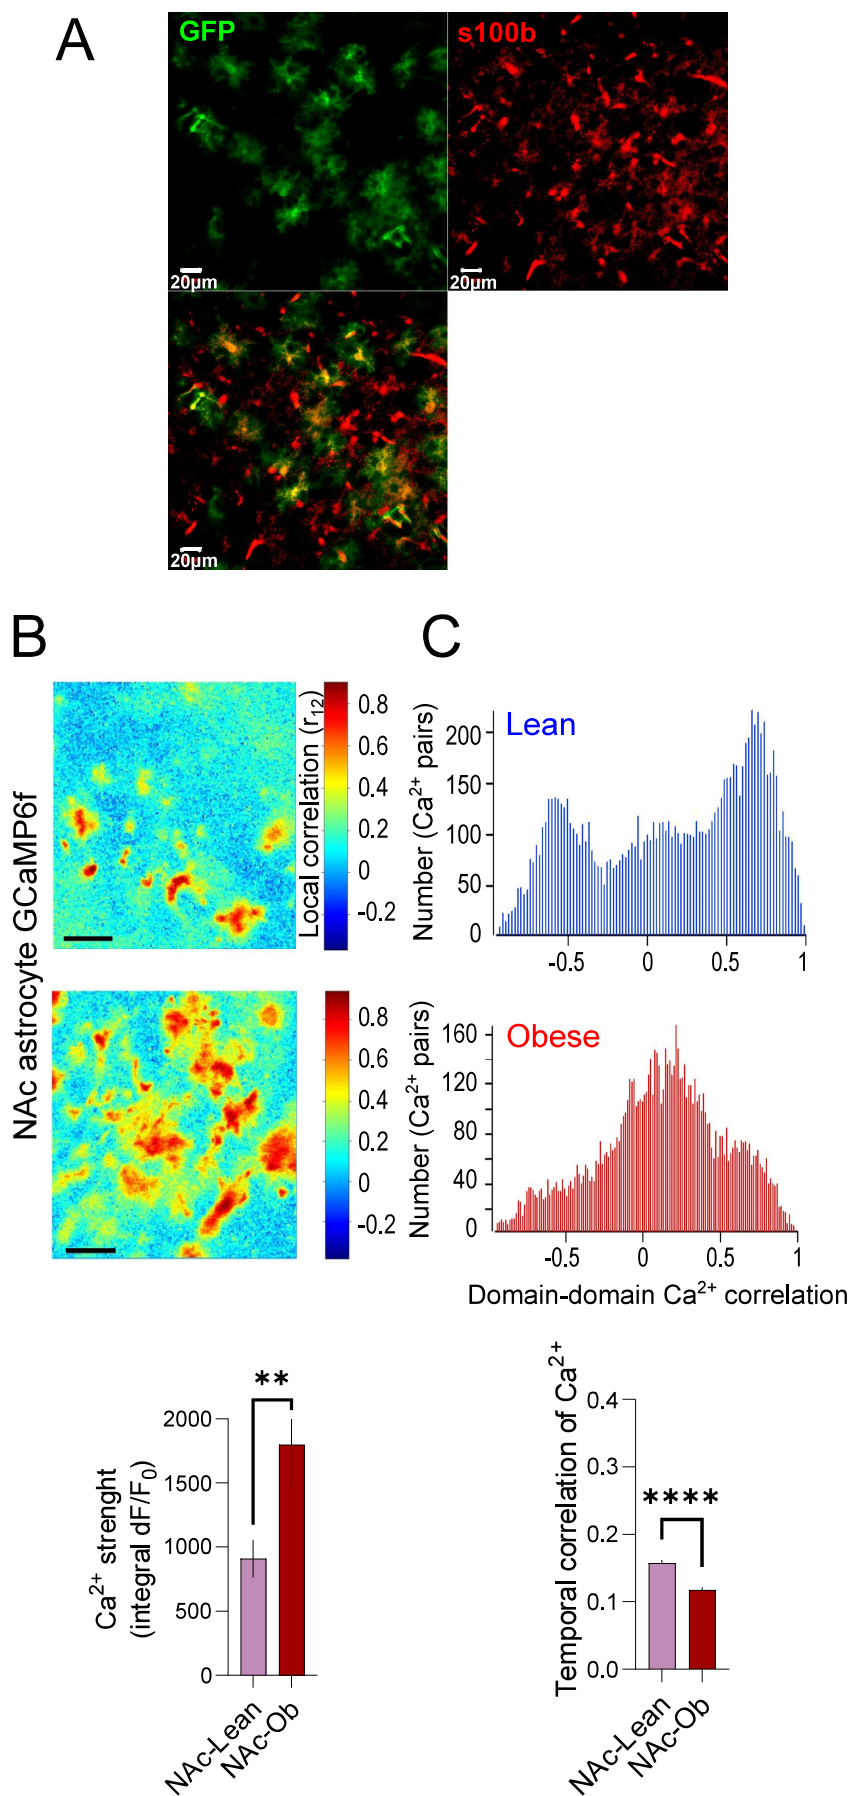 A
GFP
s100b
20µm
20µm
20µm
B
C
NAc astrocyte GCaMP6f
Local correlation (r12)
0.8
0.6
0.4
0.2
0
-0.2
0.8
0.6
0.4
0.2
0
-0.2
Number (Ca2+ pairs)
Lean
200
150
100
50
0
-0.5
0
0.5
1
Number (Ca2+ pairs)
Obese
160
120
80
40
0
-0.5
0
0.5
1
Domain-domain Ca2+ correlation
Ca2+ strenght
(integral dF/F0)
**
2000
1500
1000
500
0
NAc-Lean
NAc-Ob
Temporal correlation of Ca2+
****
0.4
0.3
0.2
0.1
0.0
NAc-Lean
NAc-Ob